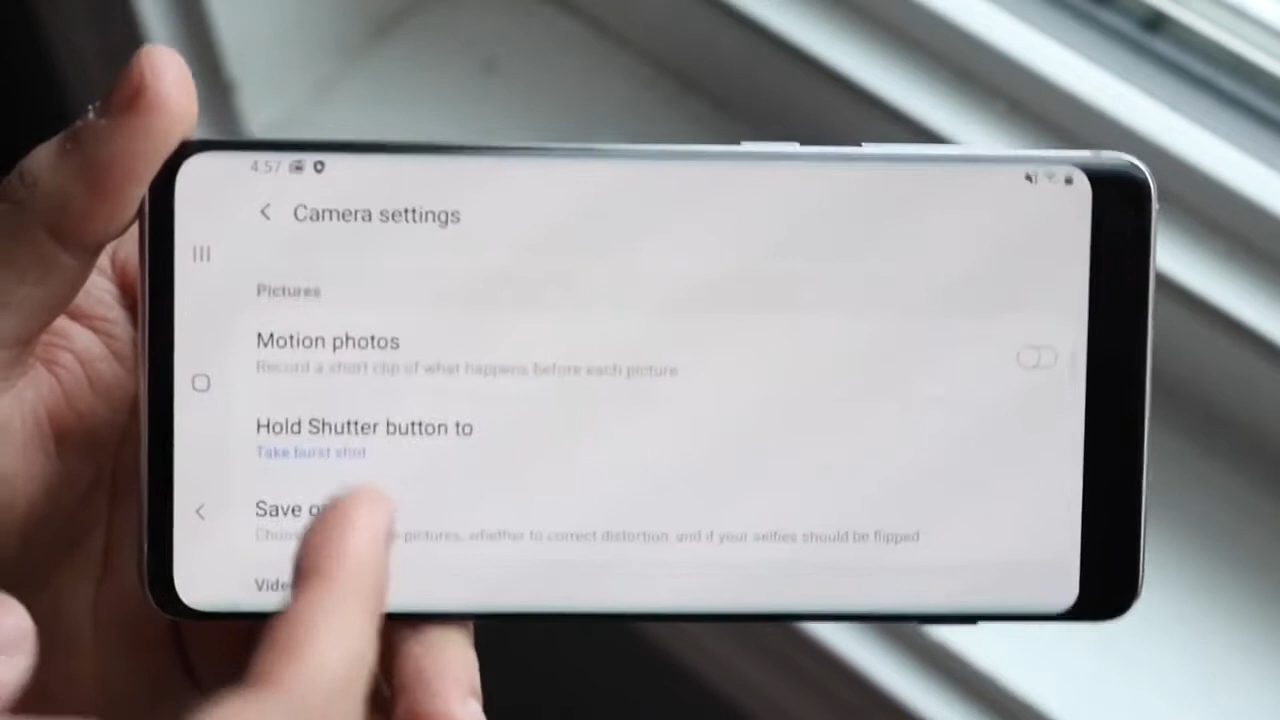 4:57
Camera settings
Pictures
Motion photos
Record a short clip of what happens before each picture
Hold Shutter button to
Take burst shot
Save
pictures, whether to correct distortion, and if your selfies should be flipped